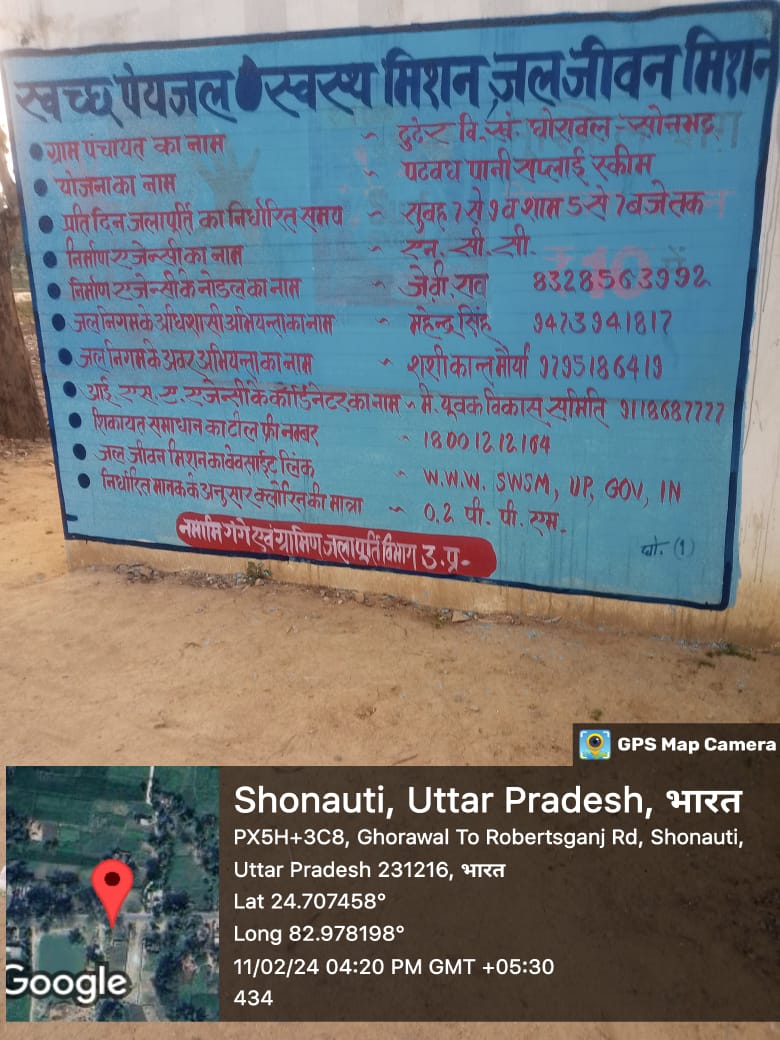 स्वच्छ पेयजल स्वस्थ मिशन, जल जीवन मिशन
ग्राम पंचायत का नाम ~ टुटेर वि. खं. घोरावल - सोनभद्र
योजना का नाम ~ पटवध पानी सप्लाई स्कीम
प्रति दिन जलापूर्ति का निर्धारित समय ~ सुबह 7 से 9 व शाम 5 से 7 बजे तक
निर्माण एजेन्सी का नाम ~ एन. सी. सी.
निर्माण एजेन्सी के नोडल का नाम ~ जे.वी. राव 8328563992
जल निगम के अधिशासी अभियन्ता का नाम ~ महेन्द्र सिंह 9473941817
जल निगम के अवर अभियन्ता का नाम ~ शशी कान्त मौर्या 9795186419
आई. एस. ए. एजेन्सी के कोर्डिनेटर का नाम ~ मे. युवक विकास समिति 9118687777
शिकायत समाधान का टोल फ्री नम्बर ~ 18001212164
जल जीवन मिशन का वेव साईट लिंक ~ W.W.W. SWSM, UP, GOV, IN
निर्धारित मानक के अनुसार क्लोरिन की मात्रा ~ 0.2 पी. पी. एम.
नमामि गंगे एवं ग्रामिण जलापूर्ति विभाग उ. प्र.
(1)
GPS Map Camera
Shonauti, Uttar Pradesh, भारत
PX5H+3C8, Ghorawal To Robertsganj Rd, Shonauti,
Uttar Pradesh 231216, भारत
Lat 24.707458°
Long 82.978198°
11/02/24 04:20 PM GMT +05:30
434
Google